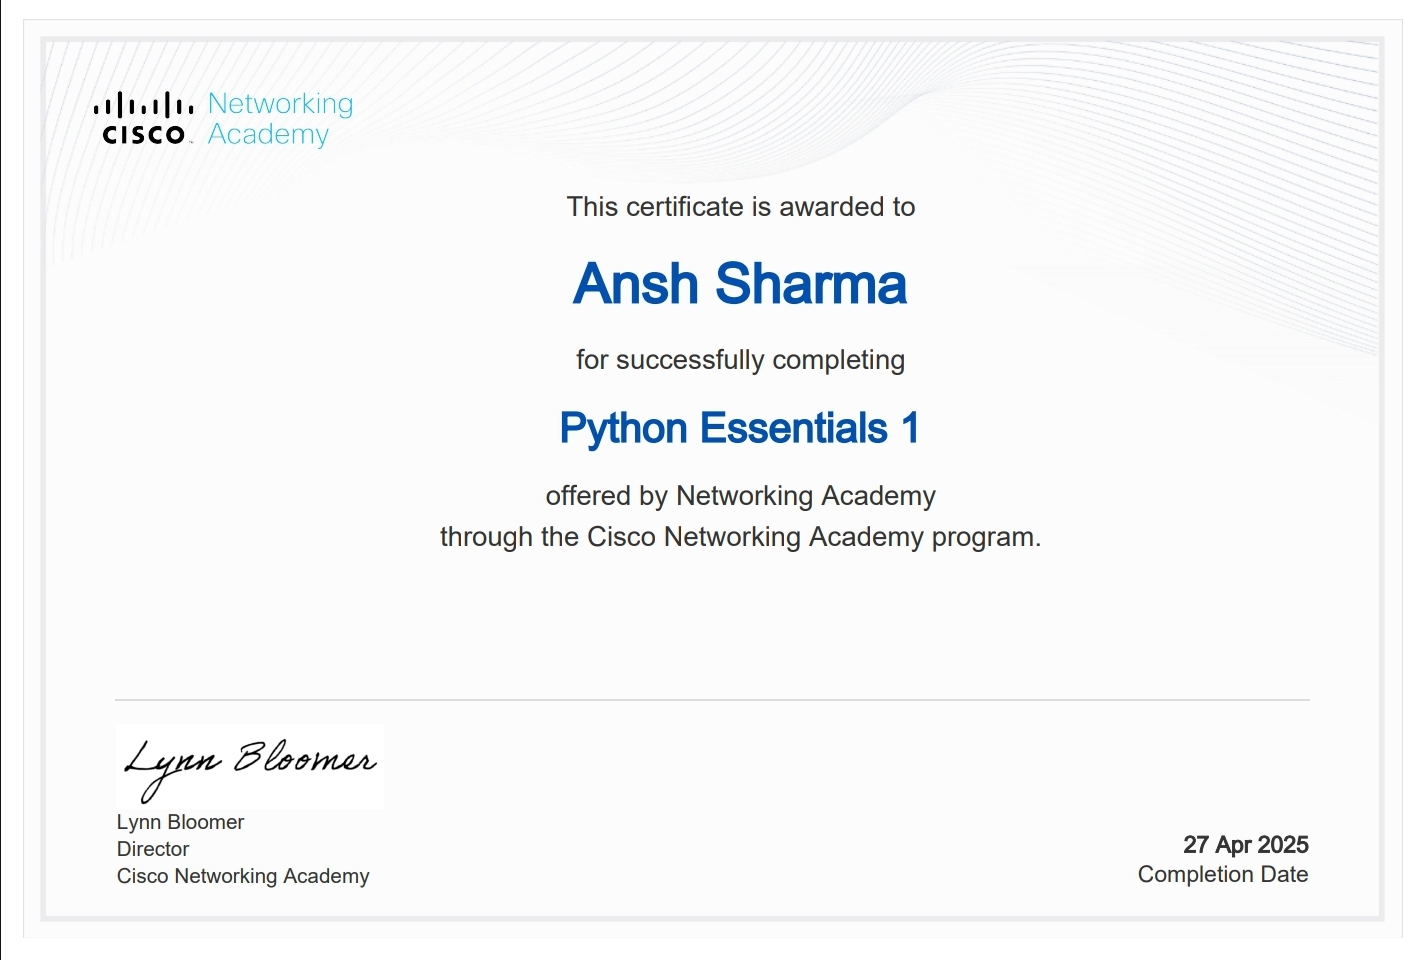 Networking
CISCO Academy
This certificate is awarded to
Ansh Sharma
for successfully completing
Python Essentials 1
offered by Networking Academy
through the Cisco Networking Academy program.
Lynn Bloomer
Lynn Bloomer
Director
Cisco Networking Academy
27 Apr 2025
Completion Date